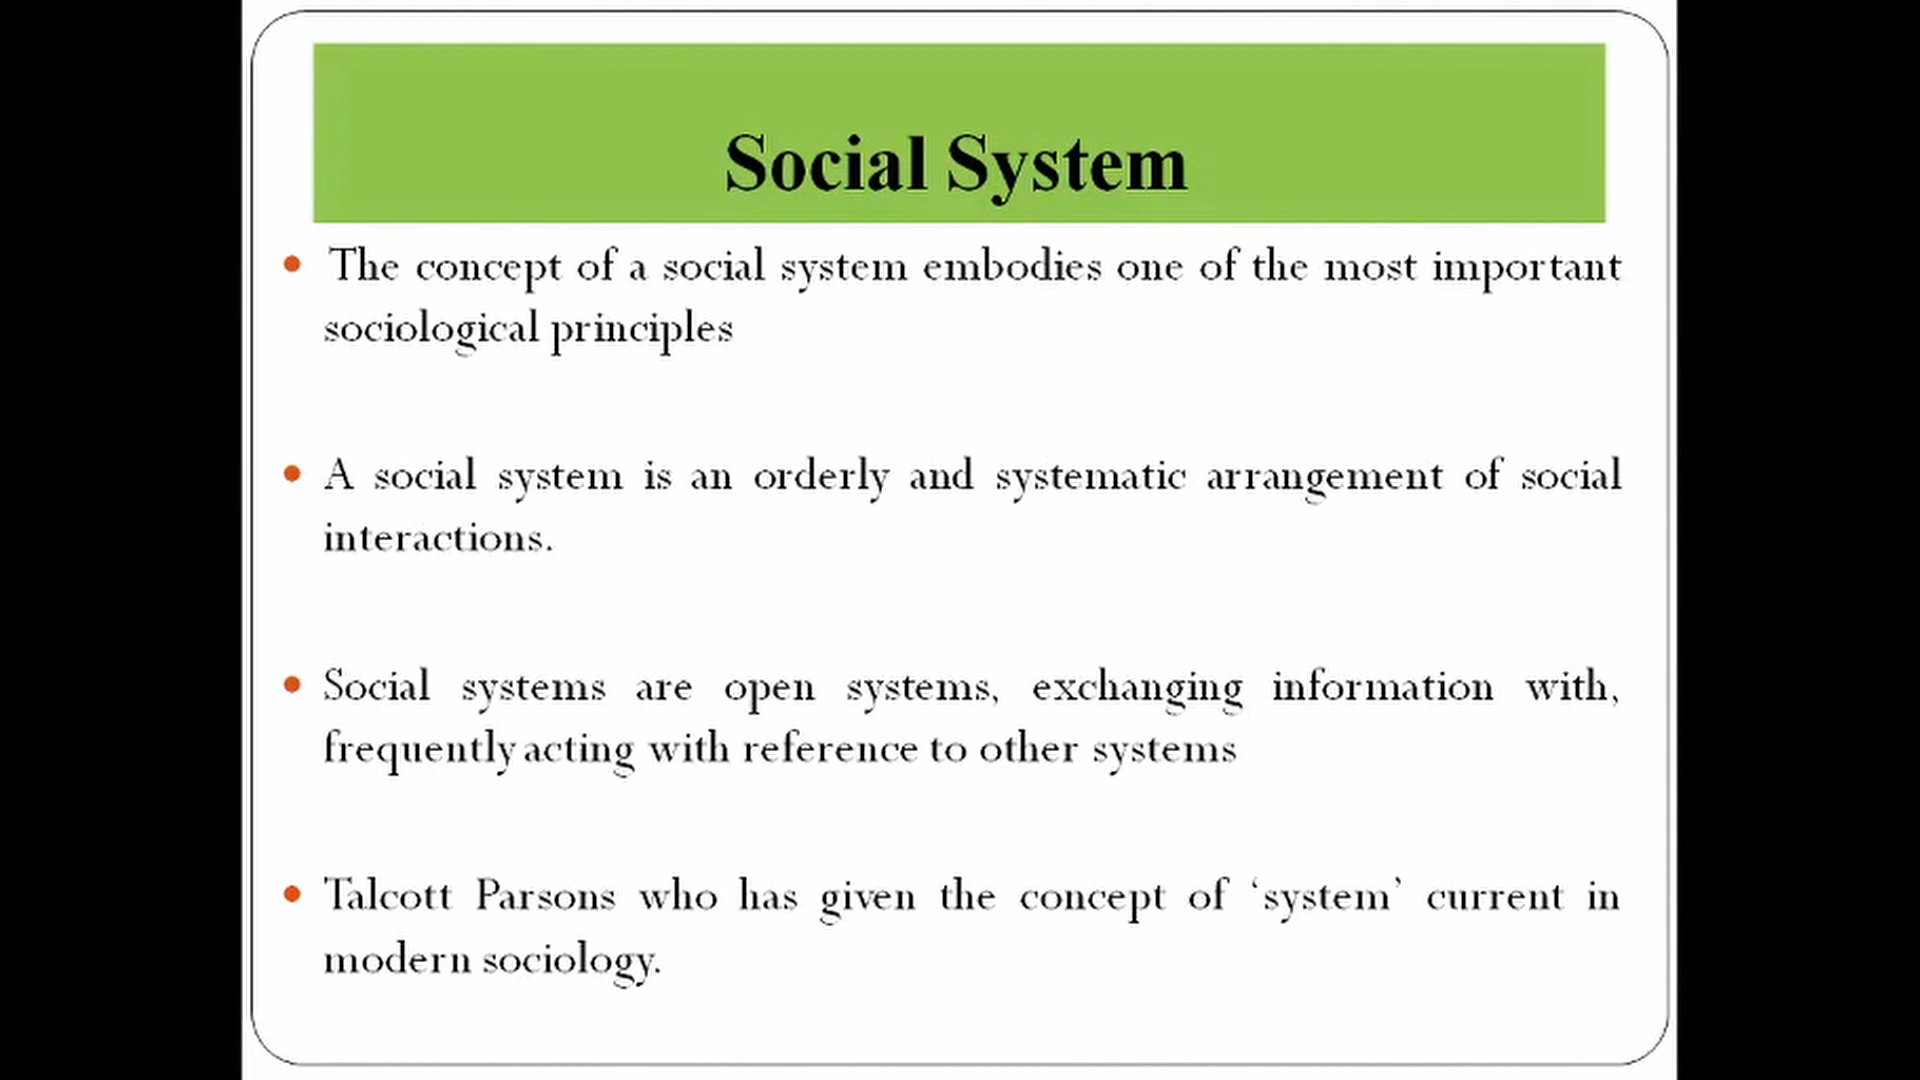 Social System
• The concept of a social system embodies one of the most important
sociological principles
• A social system is an orderly and systematic arrangement of social
interactions.
• Social systems are open systems, exchanging information with,
frequently acting with reference to other systems
• Talcott Parsons who has given the concept of ‘system’ current in
modern sociology.